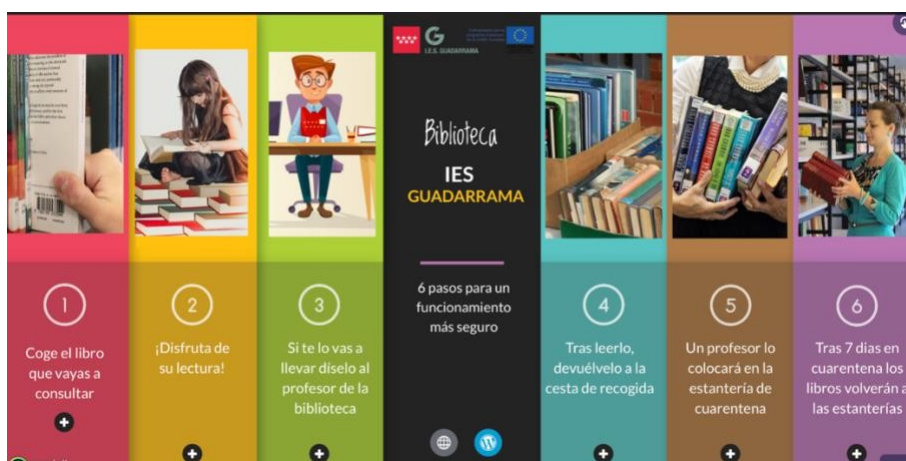 1
Coge el libro
que vayas a
consultar
2
¡Disfruta de
su lectura!
3
Si te lo vas a
llevar díselo al
profesor de la
biblioteca
G
I.E.S. GUADARRAMA
Biblioteca
IES
GUADARRAMA
6 pasos para un
funcionamiento
más seguro
4
Tras leerlo,
devuélvelo a la
cesta de recogida
5
Un profesor lo
colocará en la
estantería de
cuarentena
6
Tras 7 dias en
cuarentena los
libros volverán a
las estanterías